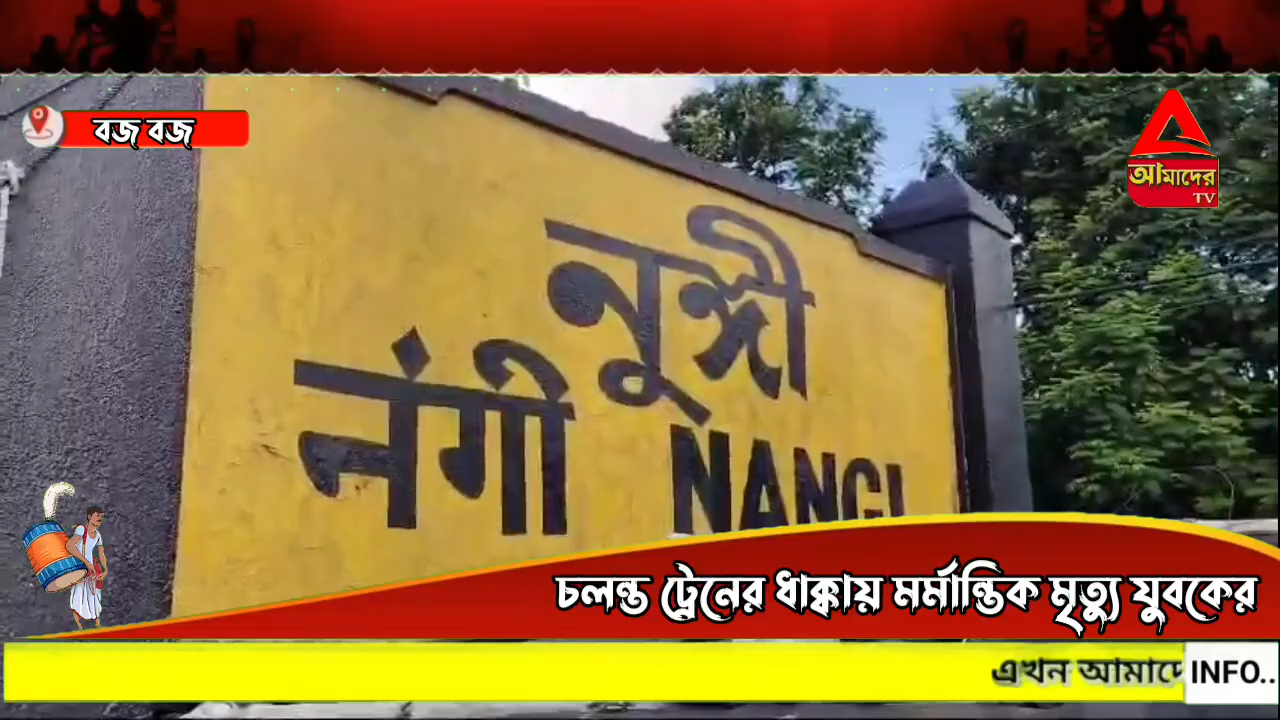 বজ বজ
আমাদের
TV
নুঙ্গী
नंगी
NANGI
চলন্ত ট্রেনের ধাক্কায় মর্মান্তিক মৃত্যু যুবকের
এখন আমাদে
INFO..